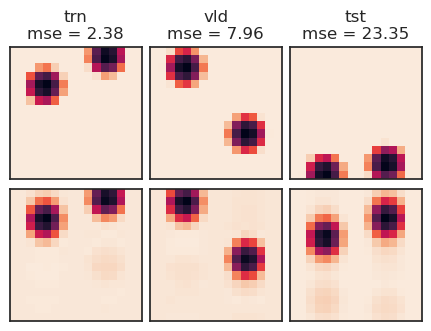 trn vld tst
mse = 2.38 mse = 7.96 mse = 23.35